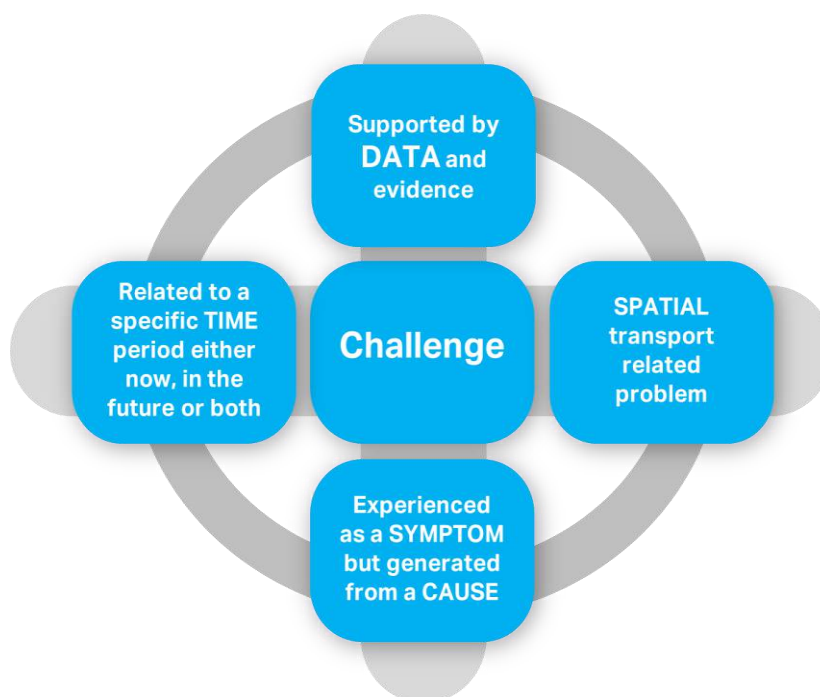 Supported by
DATA and
evidence
Related to a
specific TIME
period either
now, in the
future or both
Challenge
SPATIAL
transport
related
problem
Experienced
as a SYMPTOM
but generated
from a CAUSE